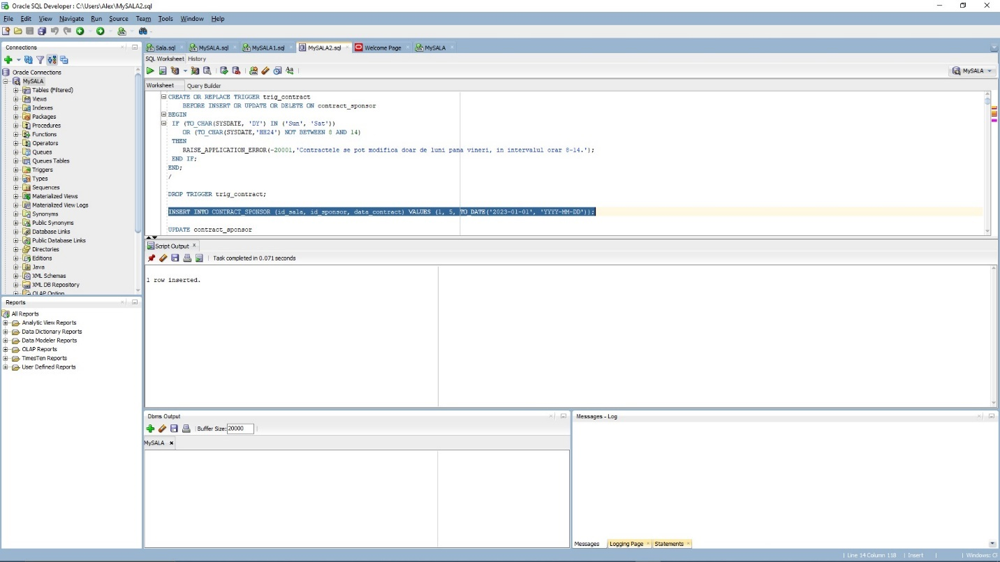 Oracle SQL Developer : C:\Users\Alex\MySALA2.sql
File Edit View Navigate Run Source Team Tools Window Help
Connections
Oracle Connections
MySALA
Tables (Filtered)
Views
Indexes
Packages
Procedures
Functions
Operators
Queues
Queues Tables
Triggers
Types
Sequences
Materialized Views
Materialized View Logs
Synonyms
Public Synonyms
Database Links
Public Database Links
Directories
Editions
Java
XML Schemas
XML DB Repository
OLAP Option
Reports
All Reports
Analytic View Reports
Data Dictionary Reports
Data Modeler Reports
OLAP Reports
TimesTen Reports
User Defined Reports
Sala.sql MySALA.sql MySALA1.sql MySALA2.sql Welcome Page MySALA
SQL Worksheet History
MySALA
Worksheet Query Builder
CREATE OR REPLACE TRIGGER trig_contract
BEFORE INSERT OR UPDATE OR DELETE ON contract_sponsor
BEGIN
IF (TO_CHAR(SYSDATE, 'DY') IN ('Sun', 'Sat'))
OR (TO_CHAR(SYSDATE,'HH24') NOT BETWEEN 8 AND 14)
THEN
RAISE_APPLICATION_ERROR(-20001,'Contractele se pot modifica doar de luni pana vineri, in intervalul orar 8-14.');
END IF;
END;
/
DROP TRIGGER trig_contract;
INSERT INTO CONTRACT_SPONSOR (id_sala, id_sponsor, data_contract) VALUES (1, 5, TO_DATE('2023-01-01', 'YYYY-MM-DD'));
UPDATE contract_sponsor
Script Output
Task completed in 0.071 seconds
1 row inserted.
Dbms Output
Buffer Size: 20000
MySALA
Messages - Log
Messages Logging Page Statements
Line 14 Column 118 Insert Windows: Cl